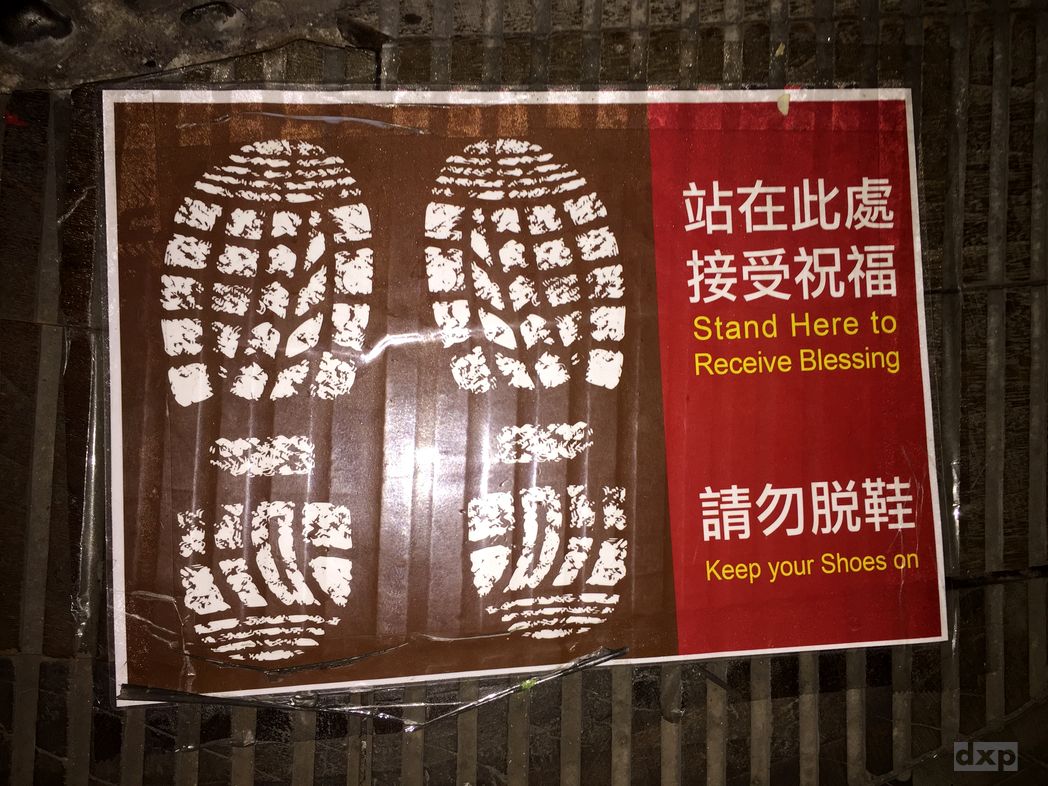 站在此處
接受祝福
Stand Here to
Receive Blessing
請勿脱鞋
Keep your Shoes on
dxp